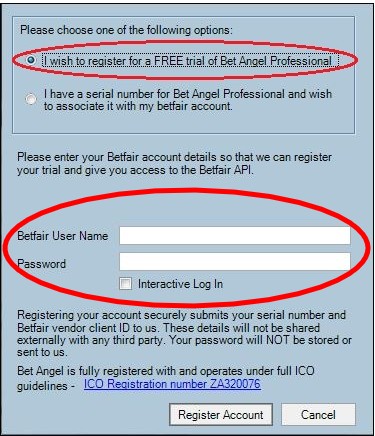 Please choose one of the following options:
I wish to register for a FREE trial of Bet Angel Professional
I have a serial number for Bet Angel Professional and wish
to associate it with my betfair account.
Please enter your Betfair account details so that we can register
your trial and give you access to the Betfair API.
Betfair User Name
Password
Interactive Log In
Registering your account securely submits your serial number and
Betfair vendor client ID to us. These details will not be shared
externally with any third party. Your password will NOT be stored or
sent to us.
Bet Angel is fully registered with and operates under full ICO
guidelines - ICO Registration number ZA320076
Register Account Cancel